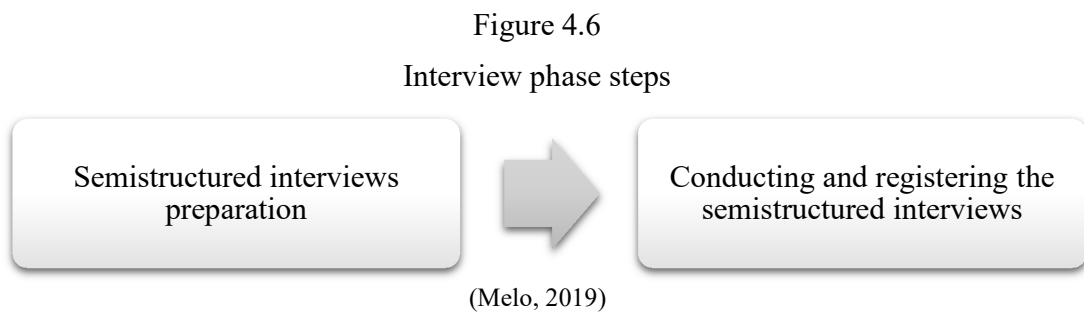 Figure 4.6
Interview phase steps
Semistructured interviews
preparation
Conducting and registering the
semistructured interviews
(Melo, 2019)